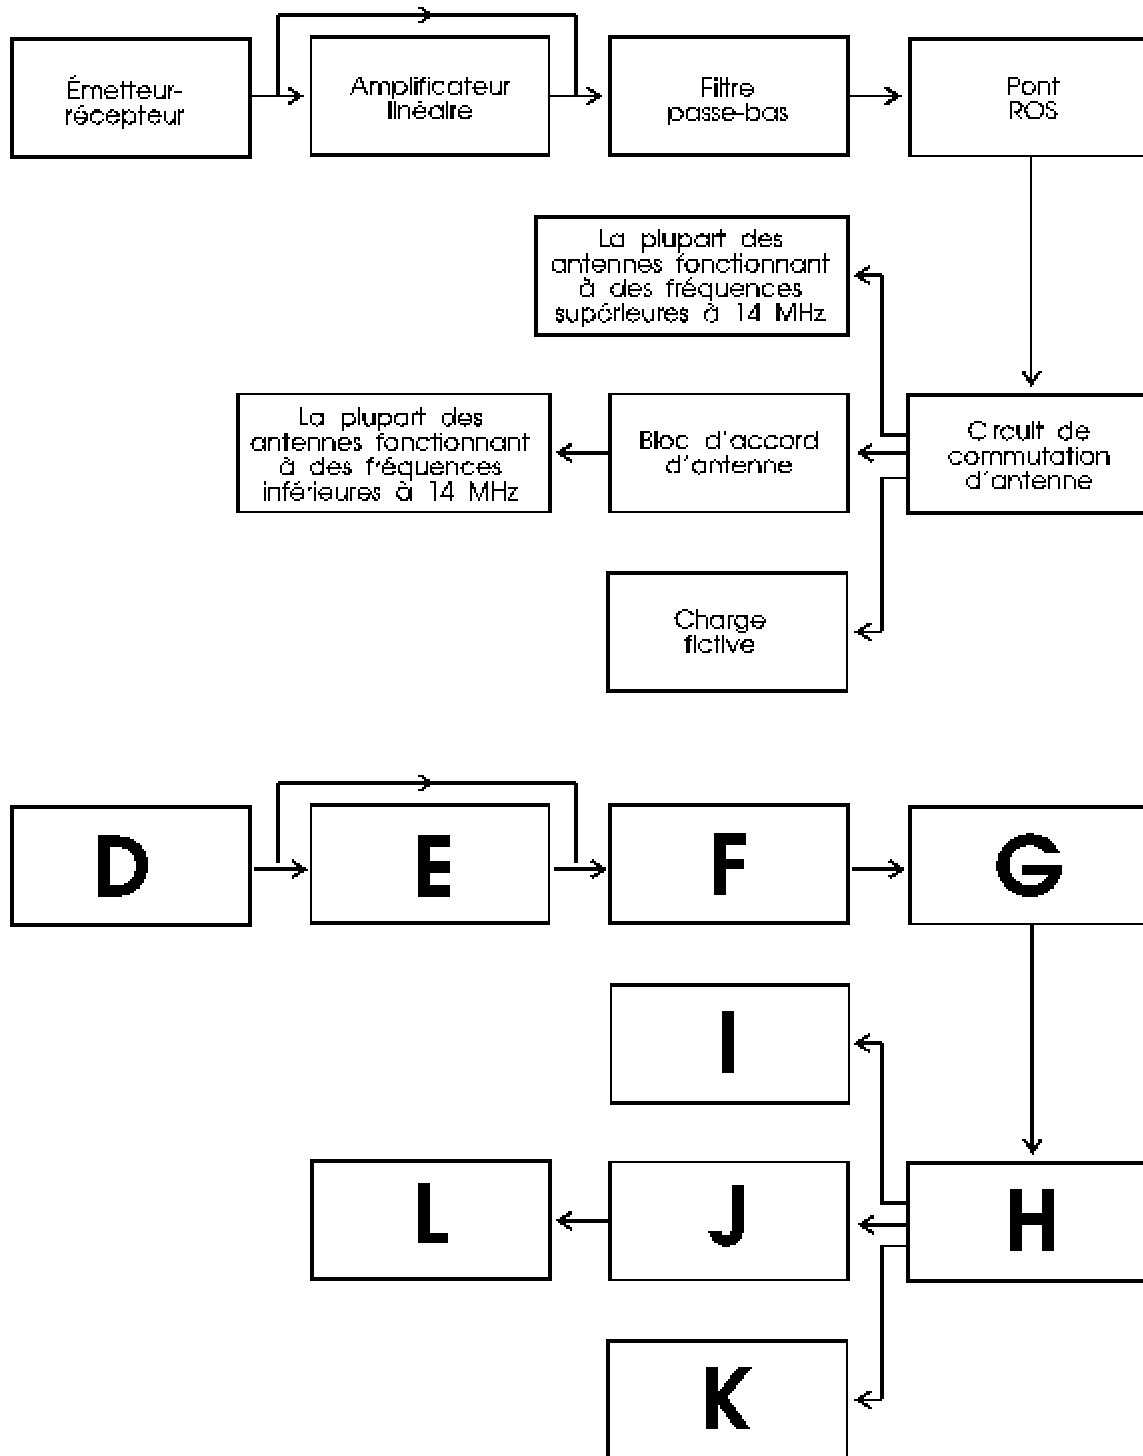 Émetteur-
récepteur
Amplificateur
linéaire
Filtre
passe-bas
Pont
ROS
La plupart des
antennes fonctionnant
à des fréquences
supérieures à 14 MHz
La plupart des
antennes fonctionnant
à des fréquences
inférieures à 14 MHz
Bloc d'accord
d'antenne
Circuit de
commutation
d'antenne
Charge
fictive
D
E
F
G
I
L
J
H
K